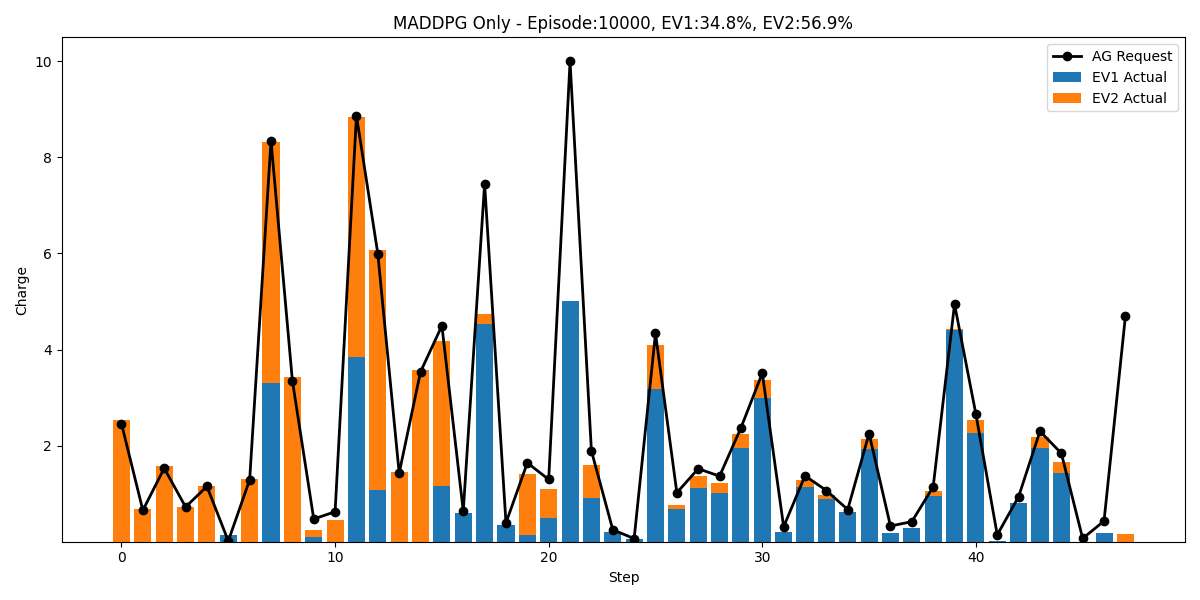 MADDPG Only - Episode:10000, EV1:34.8%, EV2:56.9%
AG Request
EV1 Actual
EV2 Actual
Charge
10
8
6
4
2
0
10
20
30
40
Step